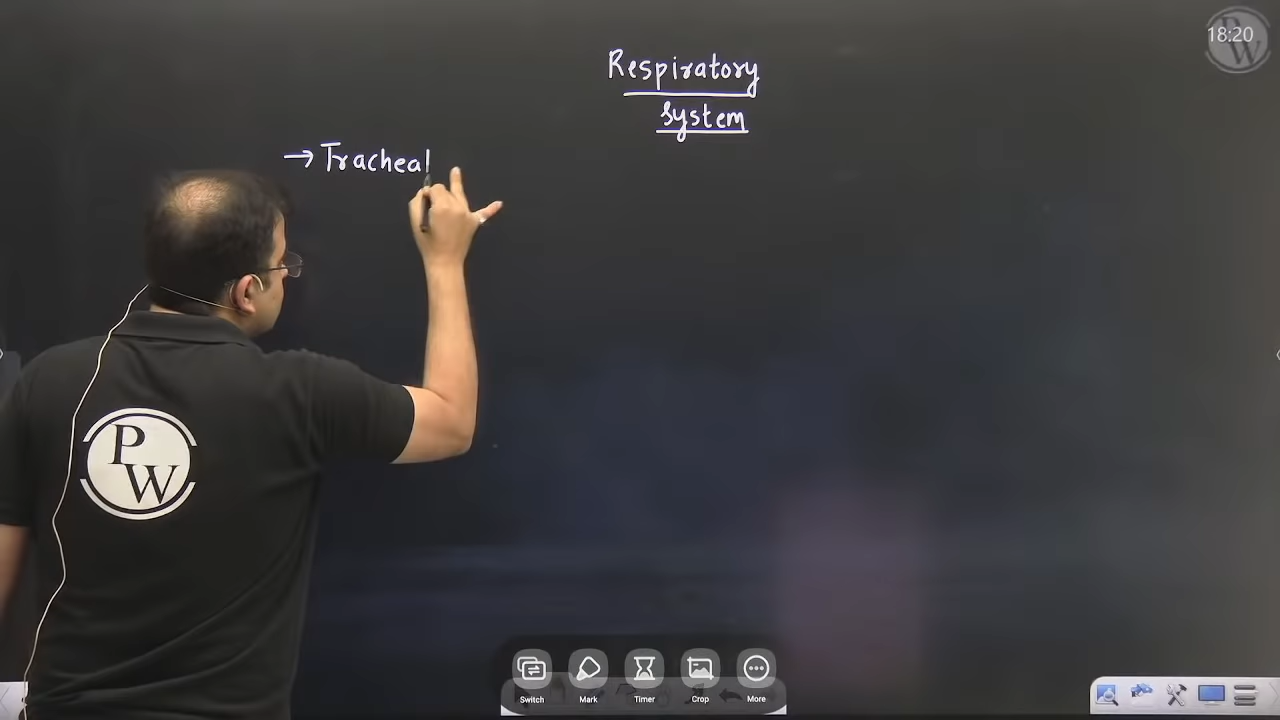 18:20
PW
Respiratory
System
→ Tracheal
PW
Switch Mark Timer Crop More